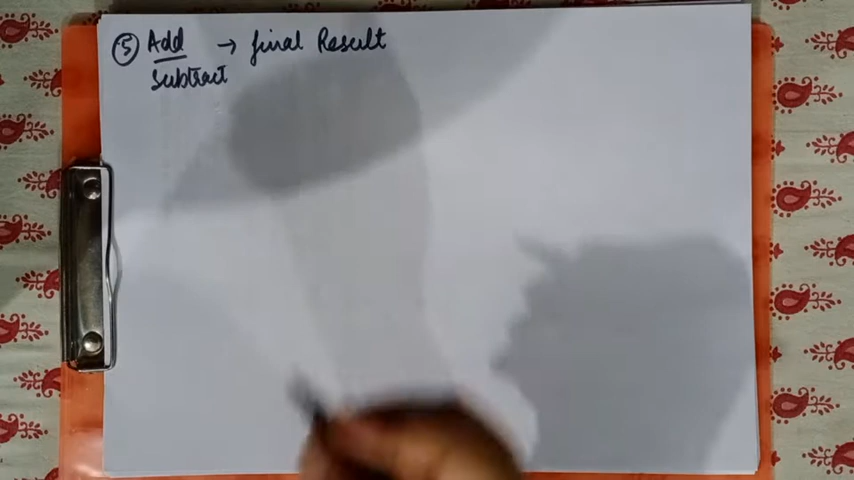 ⑤ Add → final Result
Subtract